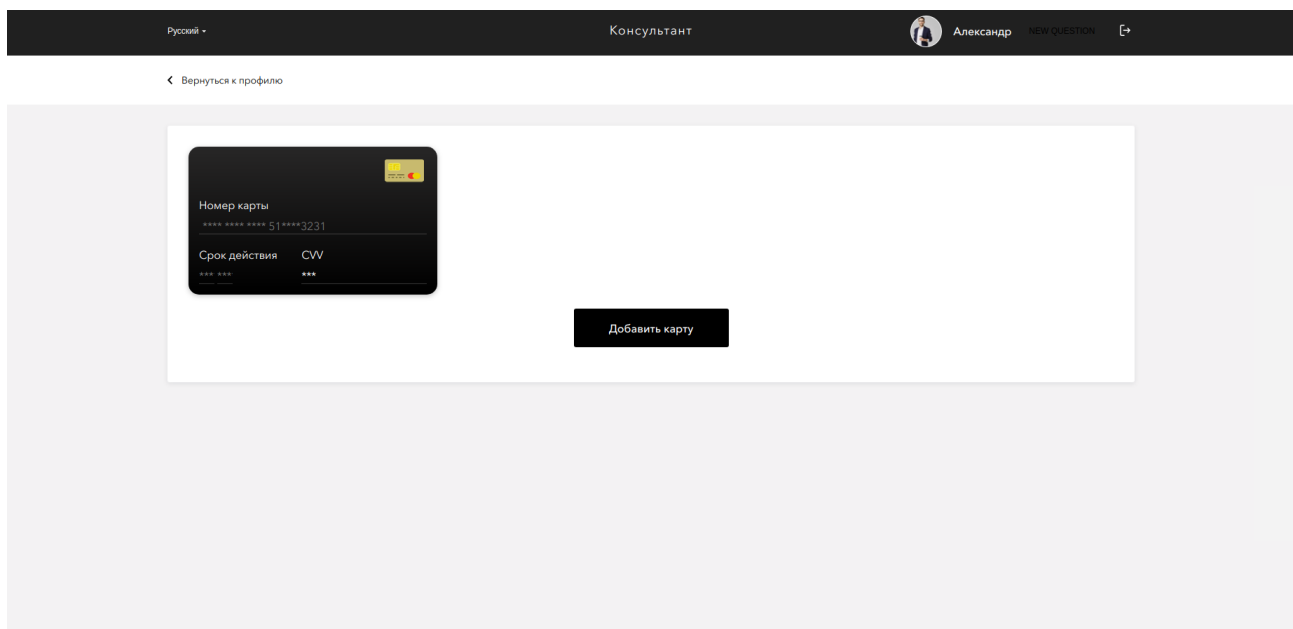 Русский
Консультант
Александр
NEW QUESTION
Вернуться к профилю
Номер карты
**** **** **** 51****3231
Срок действия CVV
*** *** ***
Добавить карту